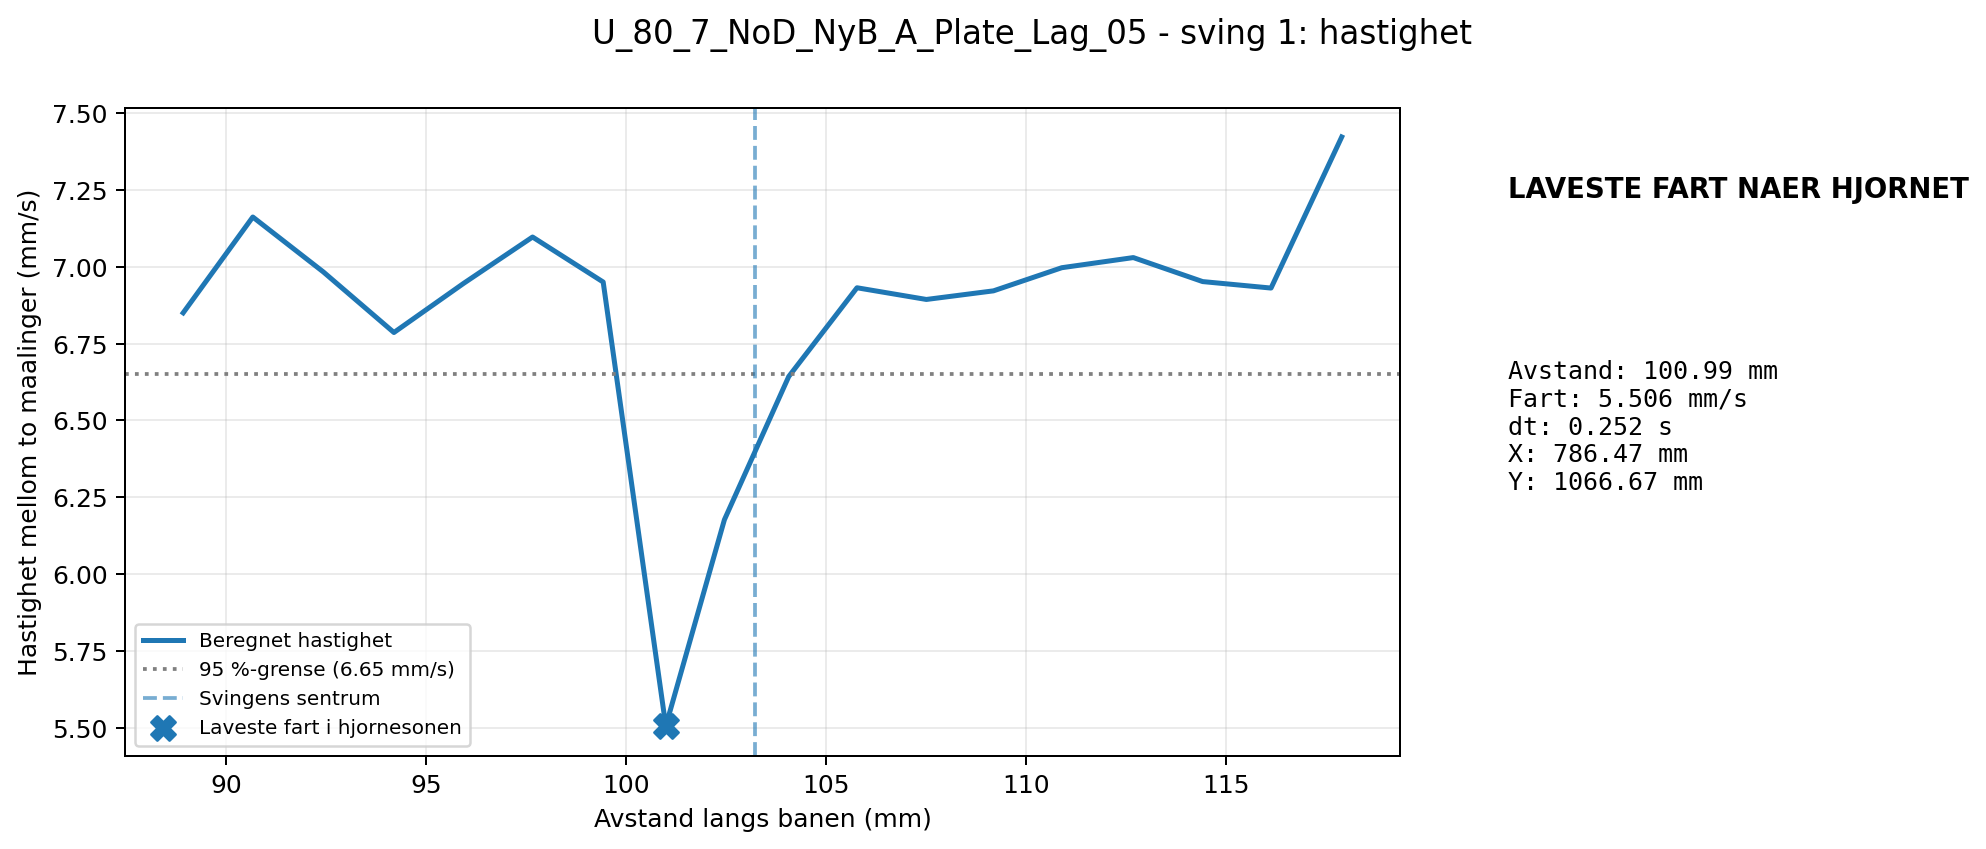 U_80_7_NoD_NyB_A_Plate_Lag_05 - sving 1: hastighet
Hastighet mellom to maalinger (mm/s)
7.50
7.25
7.00
6.75
6.50
6.25
6.00
5.75
5.50
Beregnet hastighet
95 %-grense (6.65 mm/s)
Svingens sentrum
Laveste fart i hjornesonen
90
95
100
105
110
115
Avstand langs banen (mm)
LAVESTE FART NAER HJORNET
Avstand: 100.99 mm
Fart: 5.506 mm/s
dt: 0.252 s
X: 786.47 mm
Y: 1066.67 mm